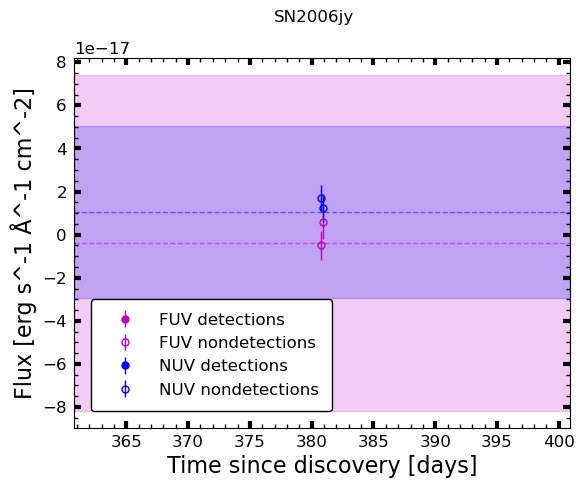 SN2006jy
1e−17
8
6
4
2
0
−2
−4
−6
−8
Flux [erg s^-1 Å^-1 cm^-2]
FUV detections
FUV nondetections
NUV detections
NUV nondetections
365 370 375 380 385 390 395 400
Time since discovery [days]